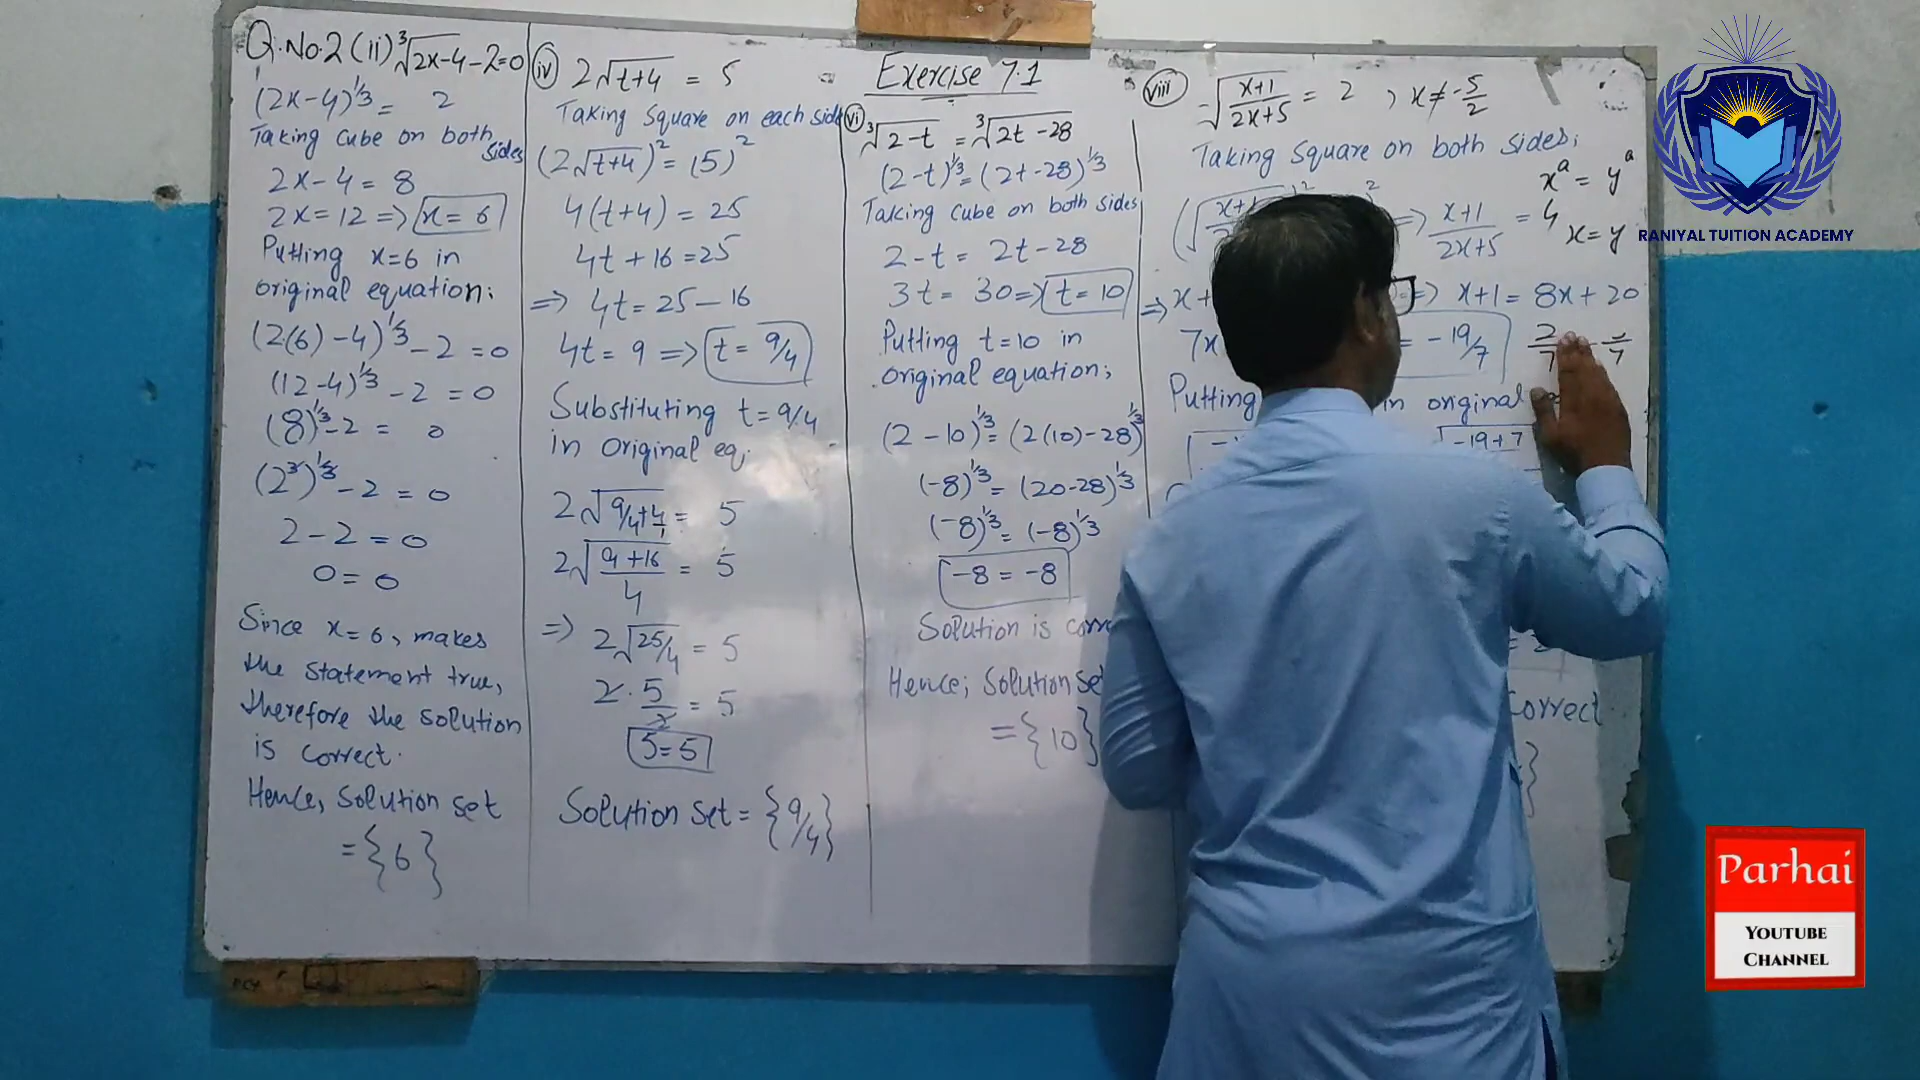 Q.No.2 (ii) ³√2x-4 -2=0
(2x-4)^1/3 = 2
Taking cube on both sides
2x-4 = 8
2x = 12 => x = 6
Putting x=6 in
original equation:
(2(6)-4)^1/3 -2 =0
(12-4)^1/3 -2 =0
(8)^1/3 -2 = 0
(2³)^1/3 -2 = 0
2-2 = 0
0 = 0
Since x=6, makes
the statement true,
therefore the solution
is correct.
Hence, Solution set
= {6}
iv 2√t+4 = 5
Taking Square on each side
(2√t+4)² = (5)²
4(t+4) = 25
4t+16 =25
=> 4t = 25-16
4t = 9 => t = 9/4
Substituting t = 9/4
in Original eq.
2√9/4+4/1 = 5
2√9+16/4 = 5
=> 2√25/4 = 5
2. 5/2 = 5
5=5
Solution set = {9/4}
Exercise 7.1
vi ³√2-t = ³√2t-28
(2-t)^1/3 = (2t-28)^1/3
Taking cube on both sides
2-t = 2t-28
3t = 30 => t = 10
Putting t=10 in
original equation;
(2-10)^1/3 = (2(10)-28)^1/3
(-8)^1/3 = (20-28)^1/3
(-8)^1/3 = (-8)^1/3
-8 = -8
Solution is
Hence; Solution set
= {10}
viii √x+1/2x+5 = 2 , x ≠ -5/2
Taking Square on both sides;
x^a = y^a
=> x+1/2x+5 = 4
x = y
=> x+1 = 8x+20
7x = -19/7
Putting in original
-19+7
Correct.
RANIYAL TUITION ACADEMY
Parhai
YOUTUBE
CHANNEL